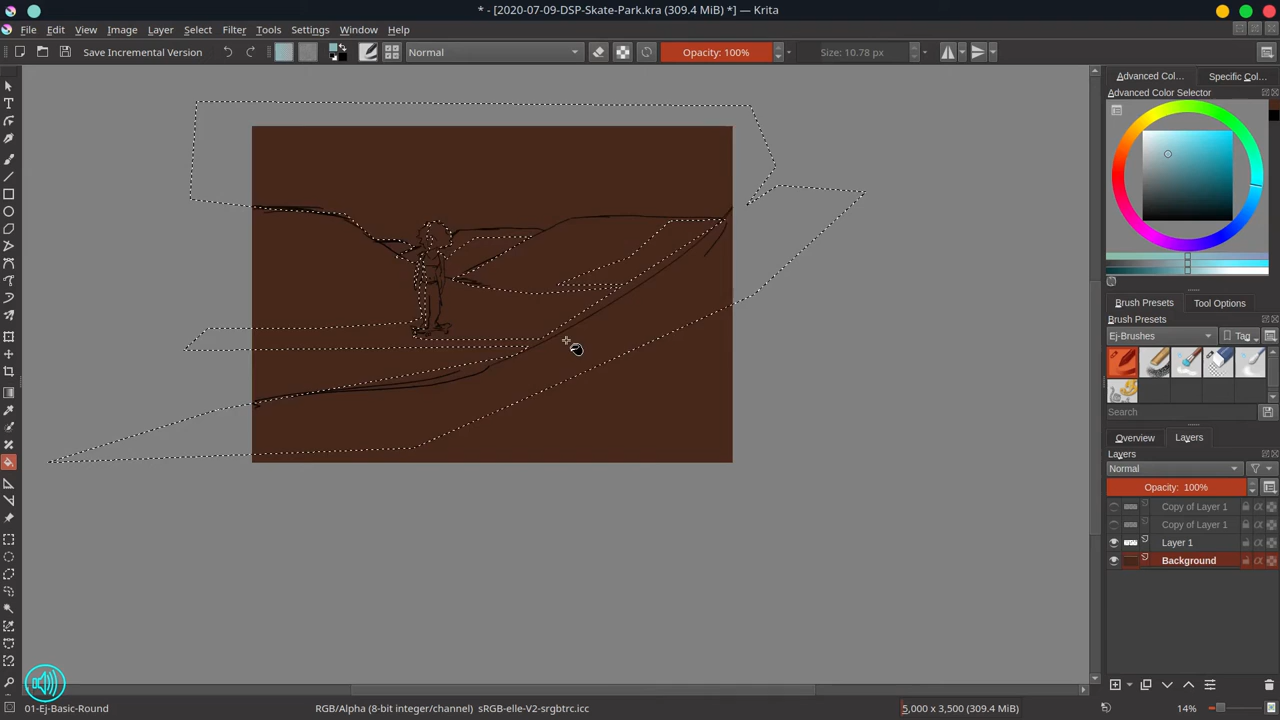 * - [2020-07-09-DSP-Skate-Park.kra (309.4 MiB) *] — Krita
File Edit View Image Layer Select Filter Tools Settings Window Help
Save Incremental Version Normal Opacity: 100% Size: 10.78 px
Advanced Col... Specific Col...
Advanced Color Selector
Brush Presets Tool Options
Brush Presets
Ej-Brushes Tag
Search
Overview Layers
Layers
Normal
Opacity: 100%
Copy of Layer 1
Copy of Layer 1
Layer 1
Background
01-Ej-Basic-Round RGB/Alpha (8-bit integer/channel) sRGB-elle-V2-srgbtrc.icc 5,000 x 3,500 (309.4 MiB) 14%